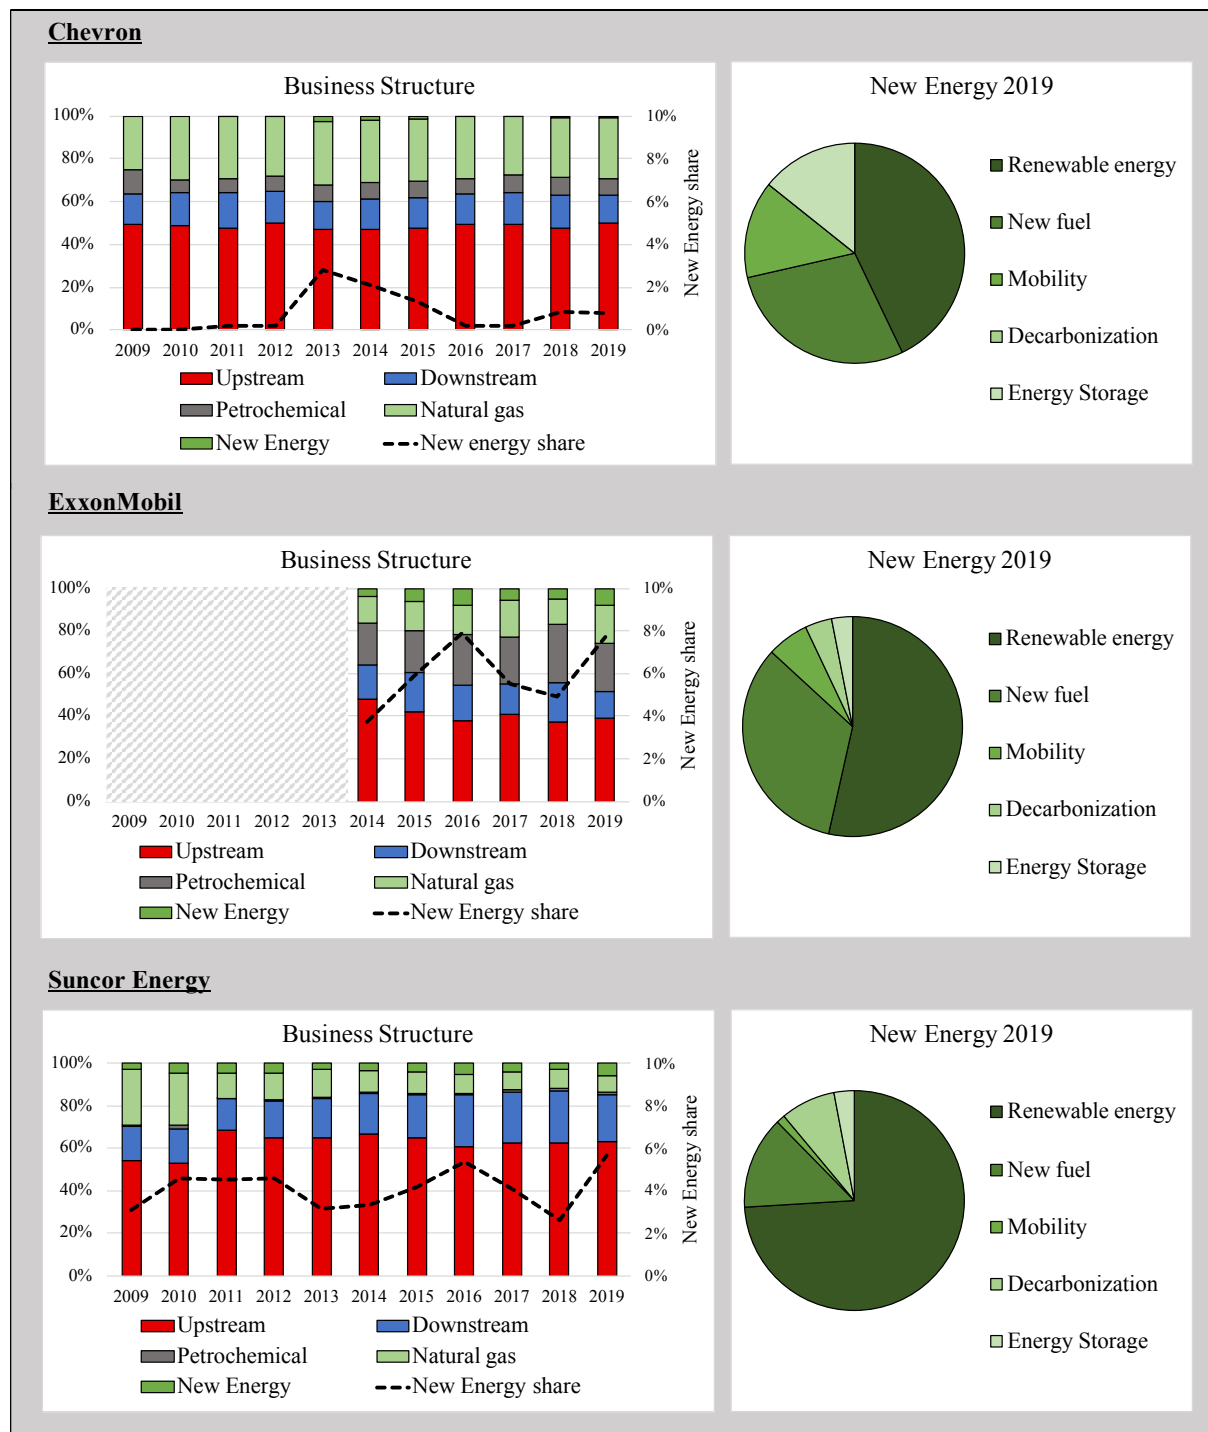 Chevron
Business Structure
100%
80%
60%
40%
20%
0%
10%
8%
6%
4%
2%
0%
New Energy share
2009 2010 2011 2012 2013 2014 2015 2016 2017 2018 2019
Upstream
Downstream
Petrochemical
Natural gas
New Energy
New energy share
New Energy 2019
Renewable energy
New fuel
Mobility
Decarbonization
Energy Storage
ExxonMobil
Business Structure
100%
80%
60%
40%
20%
0%
10%
8%
6%
4%
2%
0%
New Energy share
2009 2010 2011 2012 2013 2014 2015 2016 2017 2018 2019
Upstream
Downstream
Petrochemical
Natural gas
New Energy
New Energy share
New Energy 2019
Renewable energy
New fuel
Mobility
Decarbonization
Energy Storage
Suncor Energy
Business Structure
100%
80%
60%
40%
20%
0%
10%
8%
6%
4%
2%
0%
New Energy share
2009 2010 2011 2012 2013 2014 2015 2016 2017 2018 2019
Upstream
Downstream
Petrochemical
Natural gas
New Energy
New Energy share
New Energy 2019
Renewable energy
New fuel
Mobility
Decarbonization
Energy Storage